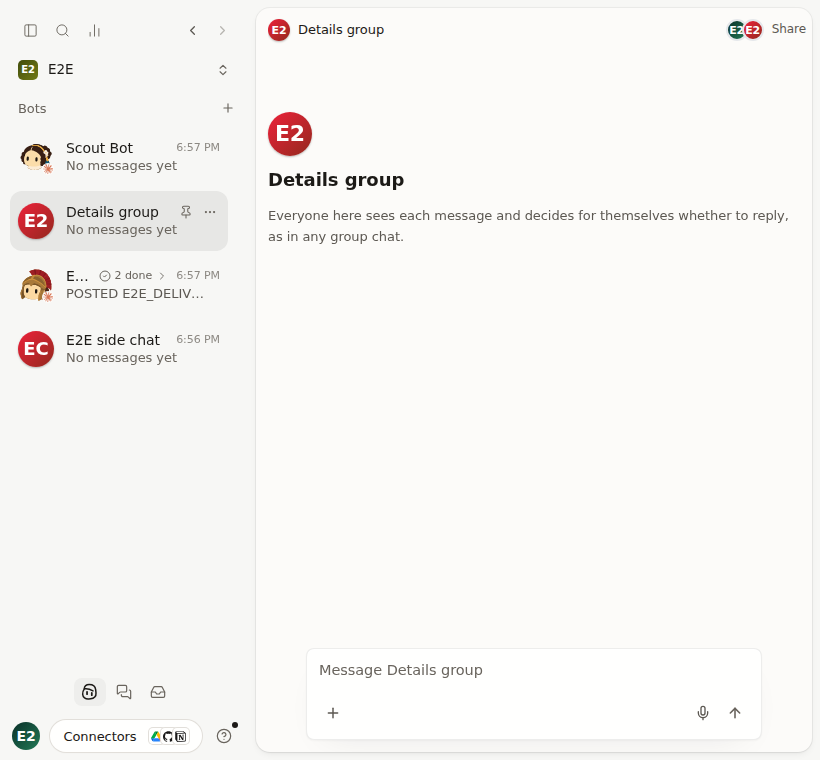 E2 E2E
Bots
Scout Bot 6:57 PM
No messages yet
E2 Details group
No messages yet
E... 2 done 6:57 PM
POSTED E2E_DELIV...
EC E2E side chat 6:56 PM
No messages yet
E2 Connectors
E2 Details group E2 E2 Share
E2
Details group
Everyone here sees each message and decides for themselves whether to reply,
as in any group chat.
Message Details group